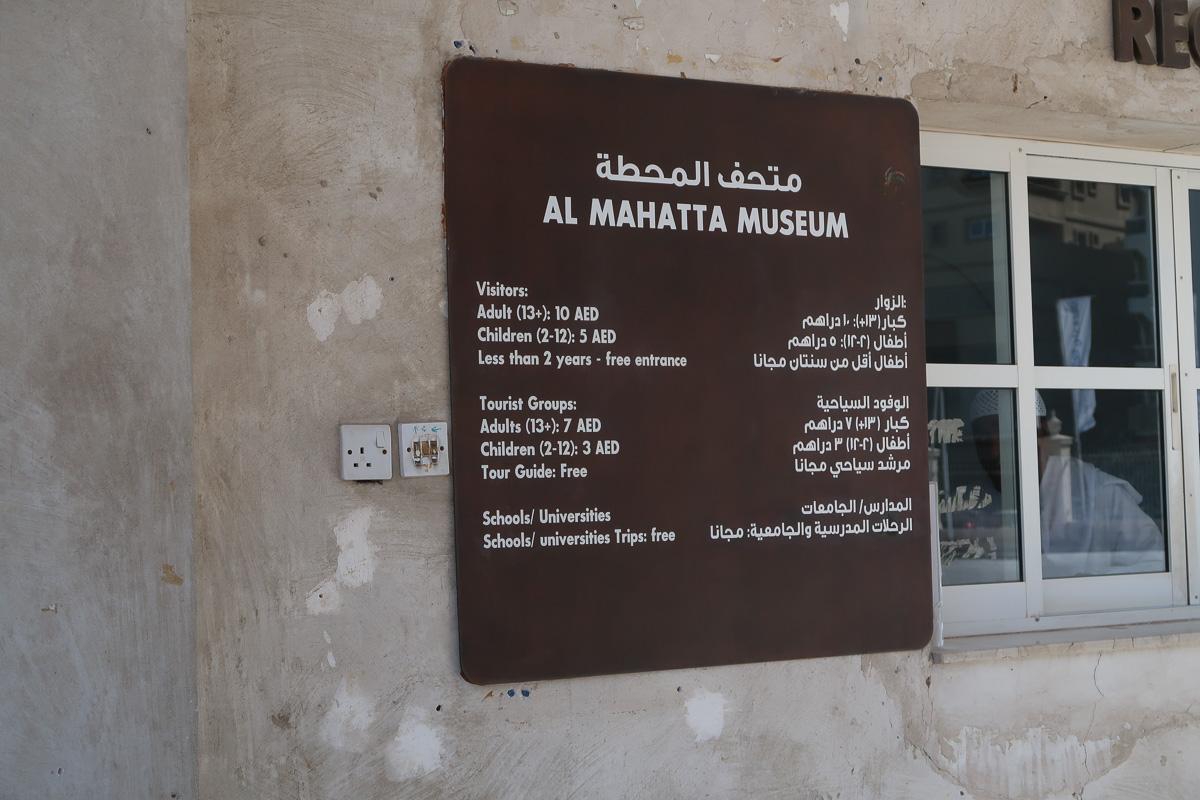 متحف المحطة
AL MAHATTA MUSEUM
Visitors:
Adult (13+): 10 AED
Children (2-12): 5 AED
Less than 2 years - free entrance
Tourist Groups:
Adults (13+): 7 AED
Children (2-12): 3 AED
Tour Guide: Free
Schools/ Universities
Schools/ universities Trips: free
الزوار:
كبار (١٣+): ١٠ دراهم
أطفال (٢-١٢): ٥ دراهم
أطفال أقل من سنتان مجانا
الوفود السياحية
كبار (١٣+) ٧ دراهم
أطفال (٢-١٢) ٣ دراهم
مرشد سياحي مجانا
المدارس/ الجامعات
الرحلات المدرسية والجامعية: مجانا